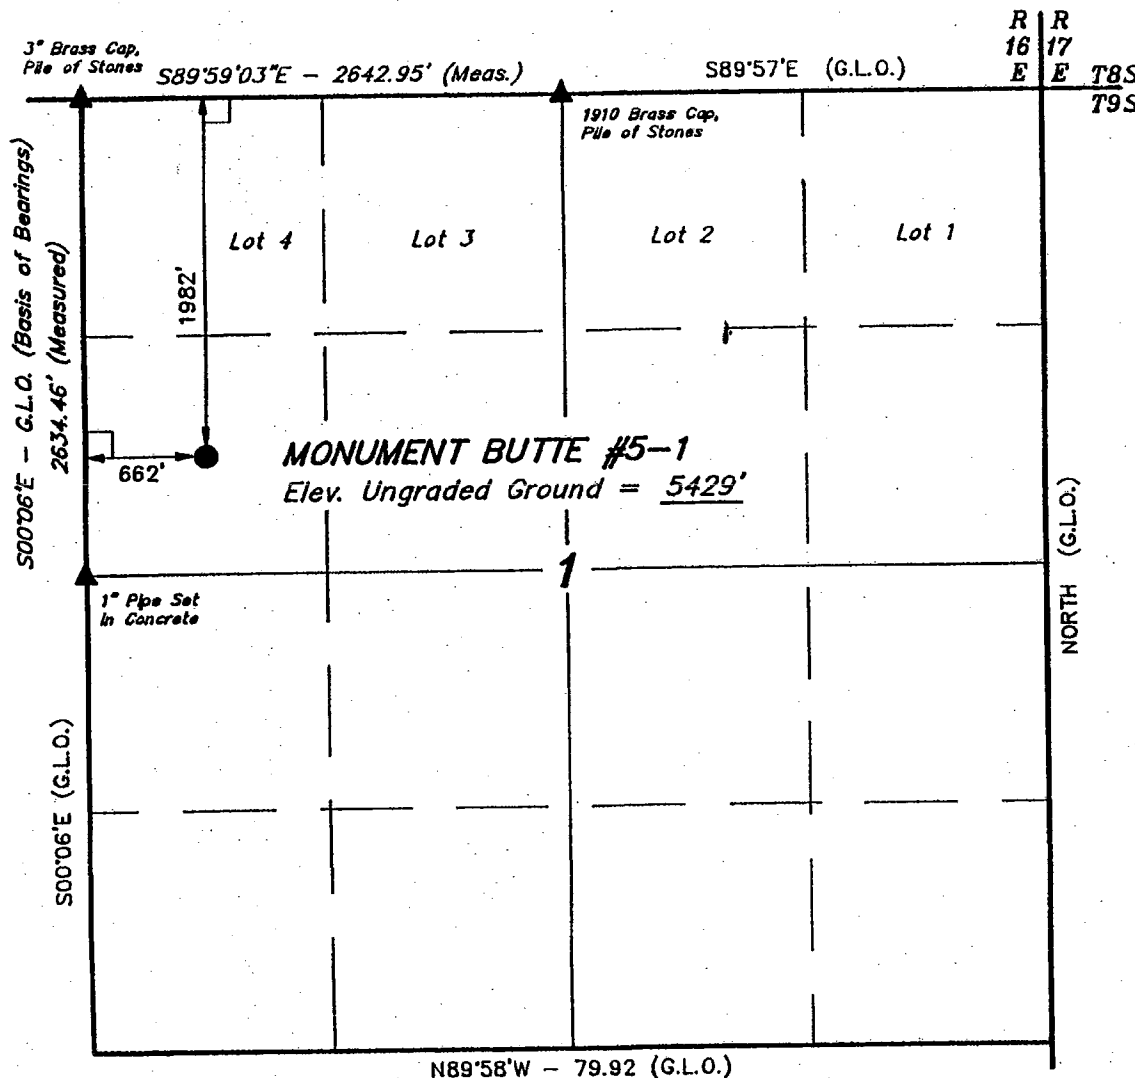 R R
16 17
E E T8S
T9S
3" Brass Cap,
Pile of Stones
S89°59'03"E - 2642.95' (Meas.)
S89°57'E (G.L.O.)
1910 Brass Cap,
Pile of Stones
S00°06'E - G.L.O. (Basis of Bearings)
2634.46' (Measured)
Lot 4
Lot 3
Lot 2
Lot 1
1982'
662'
MONUMENT BUTTE #5-1
Elev. Ungraded Ground = 5429'
1
1" Pipe Set
in Concrete
NORTH (G.L.O.)
S00°06'E (G.L.O.)
N89°58'W - 79.92 (G.L.O.)